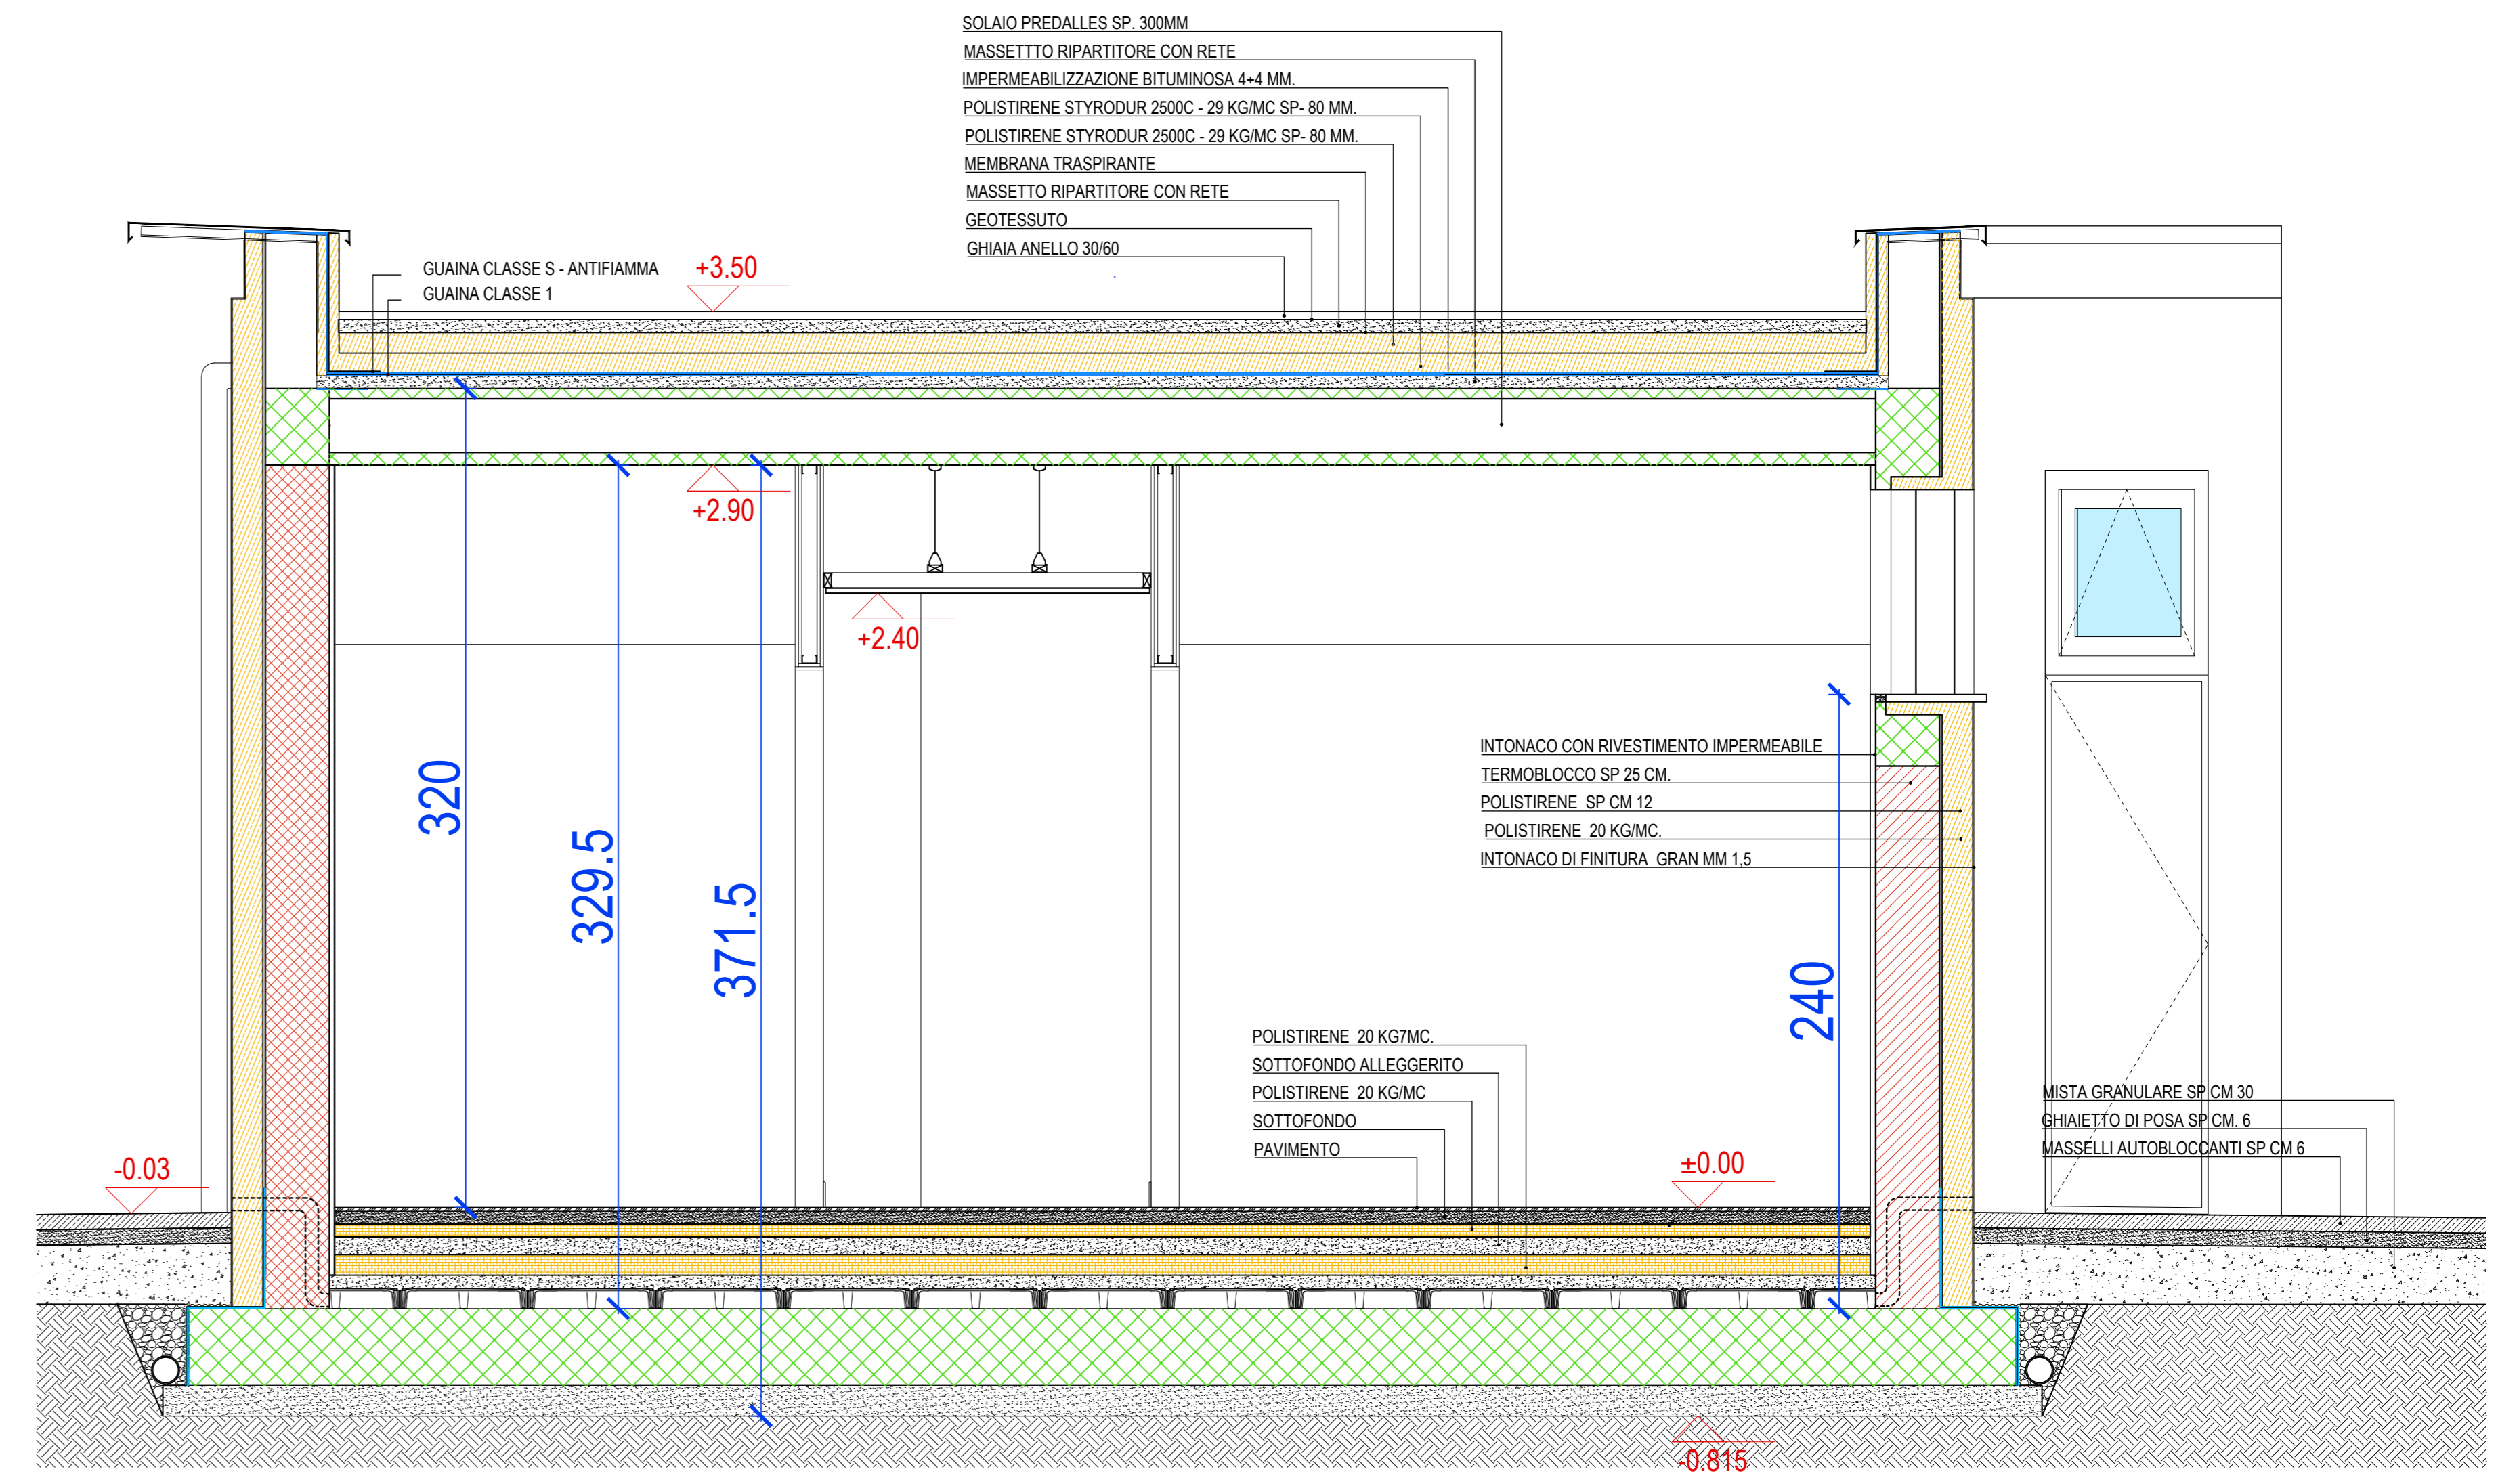 SOLAIO PREDALLES SP. 300MM
MASSETTTO RIPARTITORE CON RETE
IMPERMEABILIZZAZIONE BITUMINOSA 4+4 MM.
POLISTIRENE STYRODUR 2500C - 29 KG/MC SP- 80 MM.
POLISTIRENE STYRODUR 2500C - 29 KG/MC SP- 80 MM.
MEMBRANA TRASPIRANTE
MASSETTO RIPARTITORE CON RETE
GEOTESSUTO
GHIAIA ANELLO 30/60
GUAINA CLASSE S - ANTIFIAMMA
GUAINA CLASSE 1
+3.50
+2.90
+2.40
320
329.5
371.5
240
INTONACO CON RIVESTIMENTO IMPERMEABILE
TERMOBLOCCO SP 25 CM.
POLISTIRENE SP CM 12
POLISTIRENE 20 KG/MC.
INTONACO DI FINITURA GRAN MM 1,5
POLISTIRENE 20 KG7MC.
SOTTOFONDO ALLEGGERITO
POLISTIRENE 20 KG/MC
SOTTOFONDO
PAVIMENTO
MISTA GRANULARE SP CM 30
GHIAIETTO DI POSA SP CM. 6
MASSELLI AUTOBLOCCANTI SP CM 6
-0.03
±0.00
-0.815